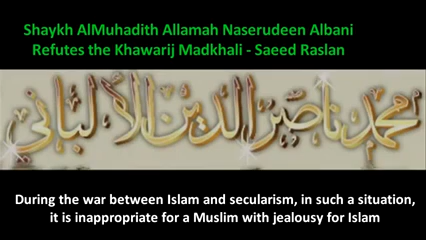 Shaykh AlMuhadith Allamah Naserudeen Albani
Refutes the Khawarij Madkhali - Saeed Raslan
محمد ناصر الدين الألباني
During the war between Islam and secularism, in such a situation,
it is inappropriate for a Muslim with jealousy for Islam